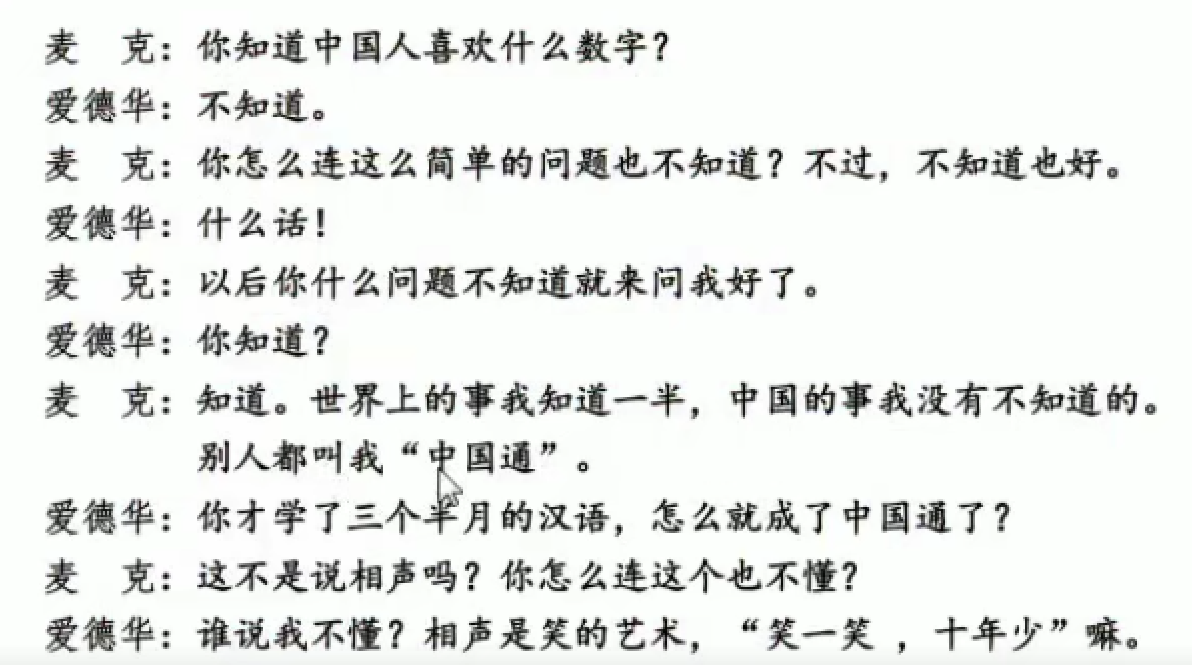 麦　克：你知道中国人喜欢什么数字？
爱德华：不知道。
麦　克：你怎么连这么简单的问题也不知道？不过，不知道也好。
爱德华：什么话！
麦　克：以后你什么问题不知道就来问我好了。
爱德华：你知道？
麦　克：知道。世界上的事我知道一半，中国的事我没有不知道的。
别人都叫我“中国通”。
爱德华：你才学了三个半月的汉语，怎么就成了中国通了？
麦　克：这不是说相声吗？你怎么连这个也不懂？
爱德华：谁说我不懂？相声是笑的艺术，“笑一笑 ，十年少”嘛。